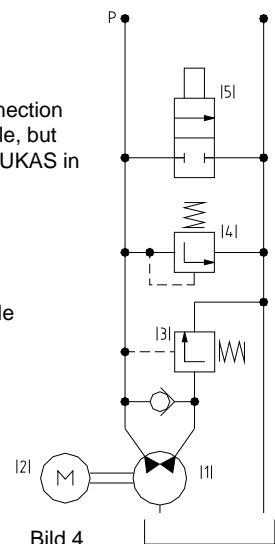 P
nection
le, but
UKAS in
|5|
|4|
le
|3|
|2|
M
|1|
Bild 4